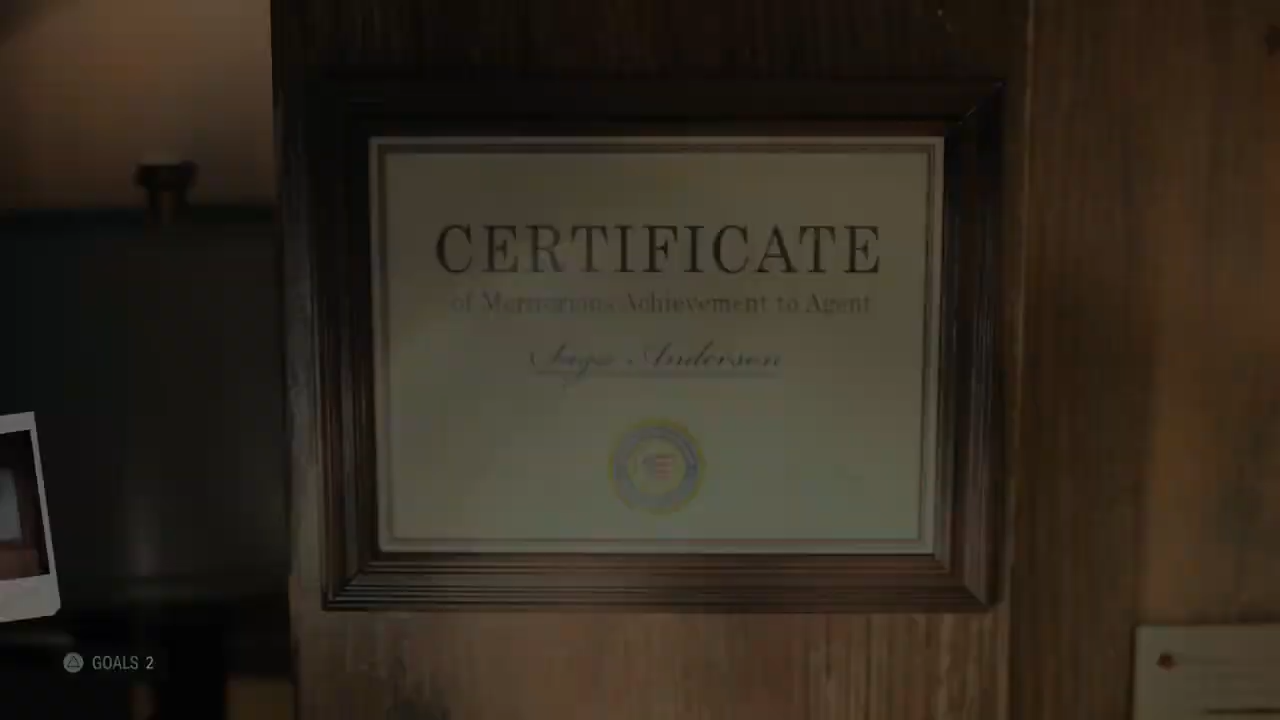 CERTIFICATE
of Meritorious Achievement to Agent
Saga Anderson
GOALS 2